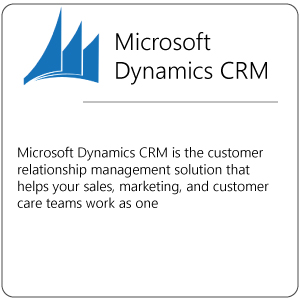 Microsoft
Dynamics CRM
Microsoft Dynamics CRM is the customer
relationship management solution that
helps your sales, marketing, and customer
care teams work as one